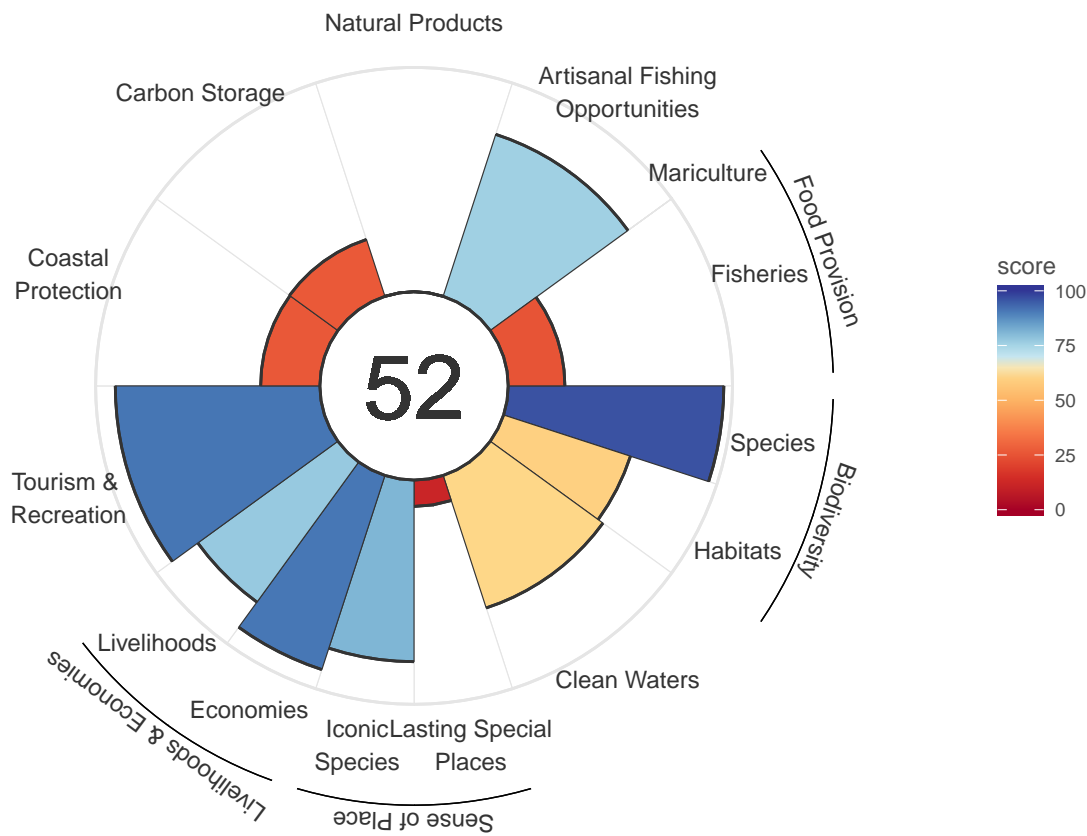 Natural Products
Carbon Storage
Artisanal Fishing
Opportunities
Mariculture
Food Provision
Fisheries
Coastal
Protection
52
score
100
75
50
25
0
Species
Biodiversity
Habitats
Tourism &
Recreation
Livelihoods
Livelihoods & Economies
Economies
Clean Waters
Iconic
Species
Lasting Special
Places
Sense of Place